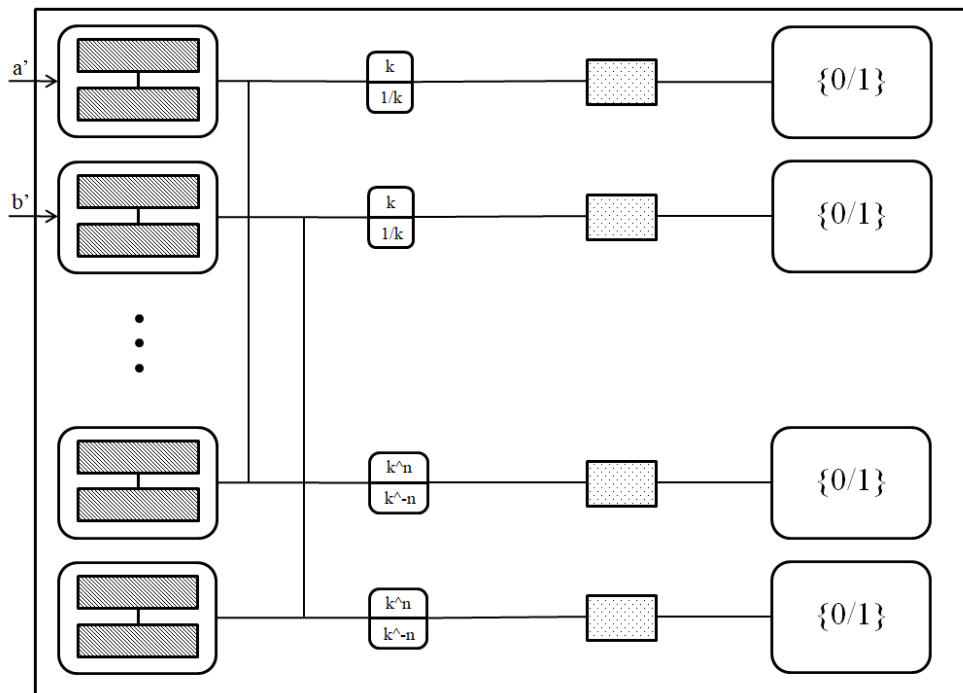 a’
k
1/k
{0/1}
b’
k
1/k
{0/1}
k^n
k^-n
{0/1}
k^n
k^-n
{0/1}